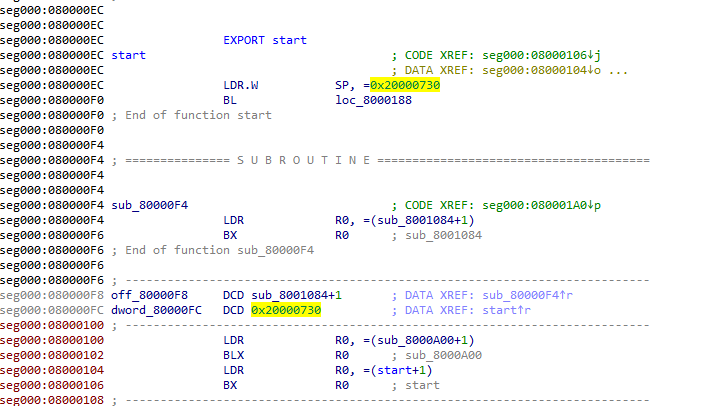 seg000:080000EC
seg000:080000EC
seg000:080000EC EXPORT start
seg000:080000EC start ; CODE XREF: seg000:08000106↓j
seg000:080000EC ; DATA XREF: seg000:08000104↓o ...
seg000:080000EC LDR.W SP, =0x20000730
seg000:080000F0 BL loc_8000188
seg000:080000F0 ; End of function start
seg000:080000F0
seg000:080000F4
seg000:080000F4 ; =============== S U B R O U T I N E =======================================
seg000:080000F4
seg000:080000F4
seg000:080000F4 sub_80000F4 ; CODE XREF: seg000:080001A0↓p
seg000:080000F4 LDR R0, =(sub_8001084+1)
seg000:080000F6 BX R0 ; sub_8001084
seg000:080000F6 ; End of function sub_80000F4
seg000:080000F6
seg000:080000F6 ; ---------------------------------------------------------------------------
seg000:080000F8 off_80000F8 DCD sub_8001084+1 ; DATA XREF: sub_80000F4↑r
seg000:080000FC dword_80000FC DCD 0x20000730 ; DATA XREF: start↑r
seg000:08000100 ; ---------------------------------------------------------------------------
seg000:08000100 LDR R0, =(sub_8000A00+1)
seg000:08000102 BLX R0 ; sub_8000A00
seg000:08000104 LDR R0, =(start+1)
seg000:08000106 BX R0 ; start
seg000:08000108 ; ---------------------------------------------------------------------------